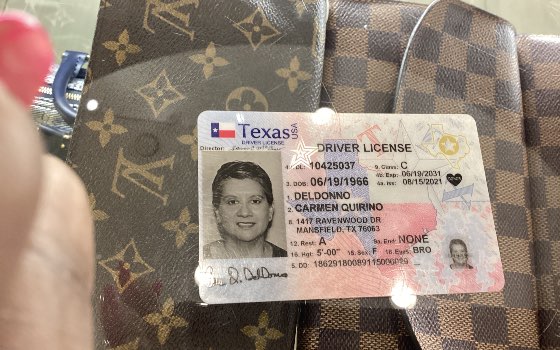 Texas USA
DRIVER LICENSE
DRIVER LICENSE
Director:
4d. DL: 10425037 9. Class: C
3. DOB: 06/19/1966 4b. Exp: 06/19/2031
4a. Iss: 08/15/2021
1. DELDONNO
2. CARMEN QUIRINO
8. 1417 RAVENWOOD DR
MANSFIELD, TX 76063
12. Rest: A 9a. End: NONE
16. Hgt: 5'-00" 15. Sex: F 18. Eyes: BRO
5. DD: